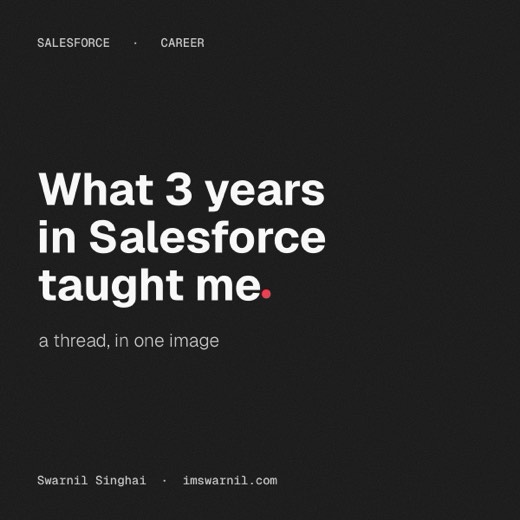 SALESFORCE · CAREER
What 3 years
in Salesforce
taught me.
a thread, in one image
Swarnil Singhai · imswarnil.com